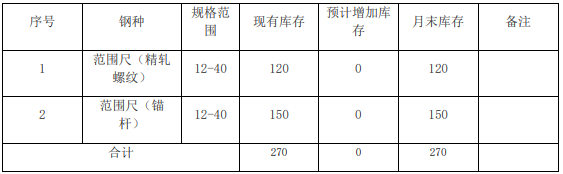 序号 钢种 规格范围 现有库存 预计增加库存 月末库存 备注
1 范围尺（精轧螺纹） 12-40 120 0 120
2 范围尺（锚杆） 12-40 150 0 150
合计 270 0 270